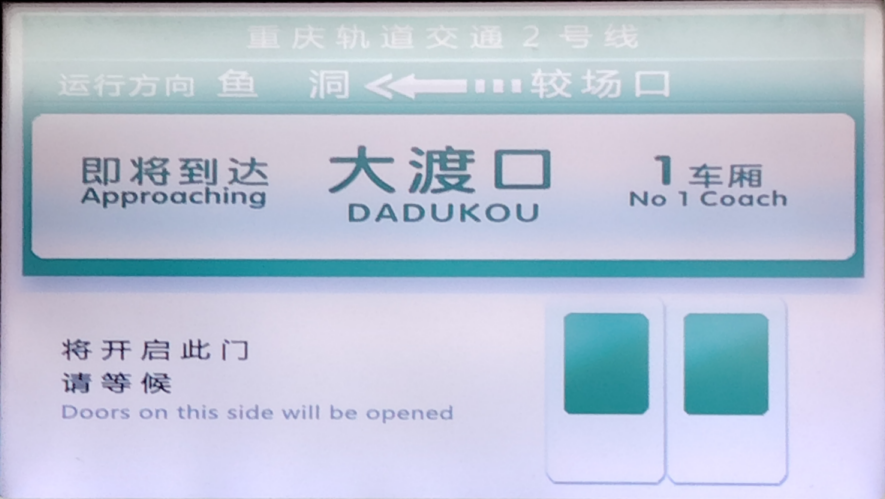 重庆轨道交通2号线
运行方向 鱼 洞 较场口
即将到达 大渡口 1车厢
Approaching DADUKOU No 1 Coach
将开启此门
请等候
Doors on this side will be opened